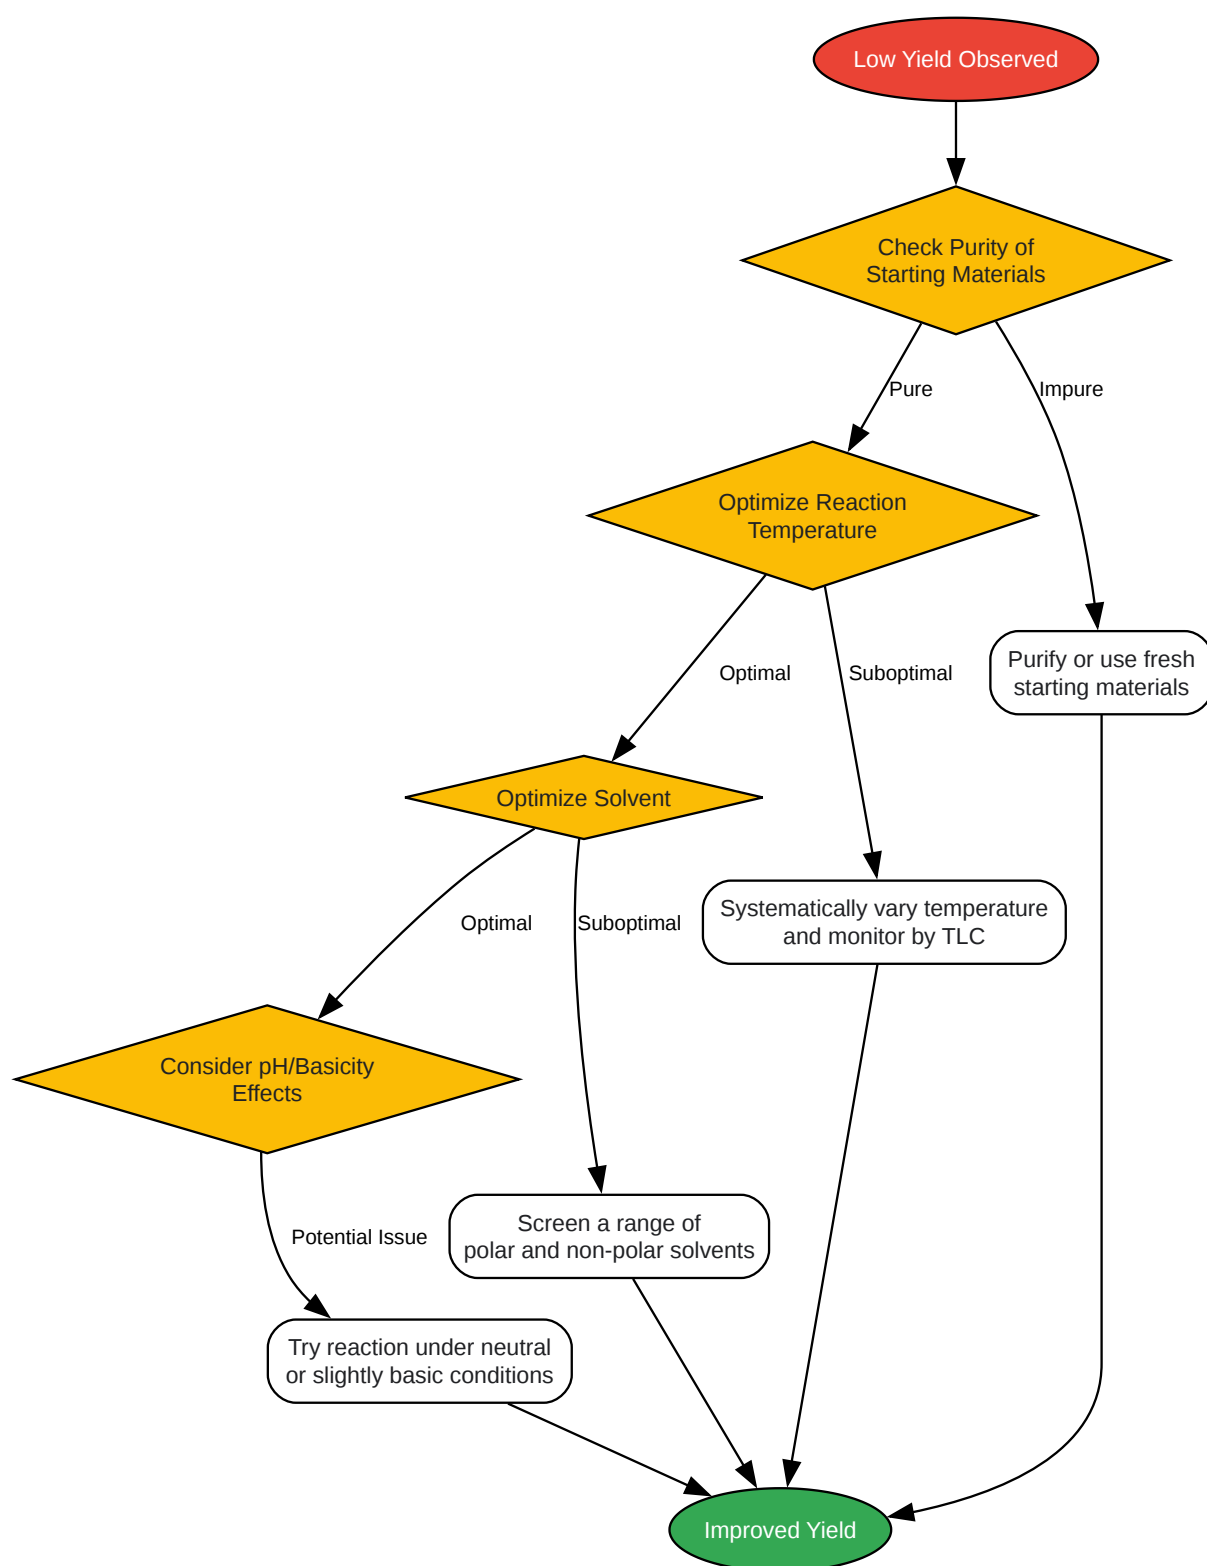 Low Yield Observed
Check Purity of
Starting Materials
Pure
Impure
Optimize Reaction
Temperature
Optimal
Suboptimal
Purify or use fresh
starting materials
Optimize Solvent
Optimal
Suboptimal
Systematically vary temperature
and monitor by TLC
Consider pH/Basicity
Effects
Potential Issue
Screen a range of
polar and non-polar solvents
Try reaction under neutral
or slightly basic conditions
Improved Yield